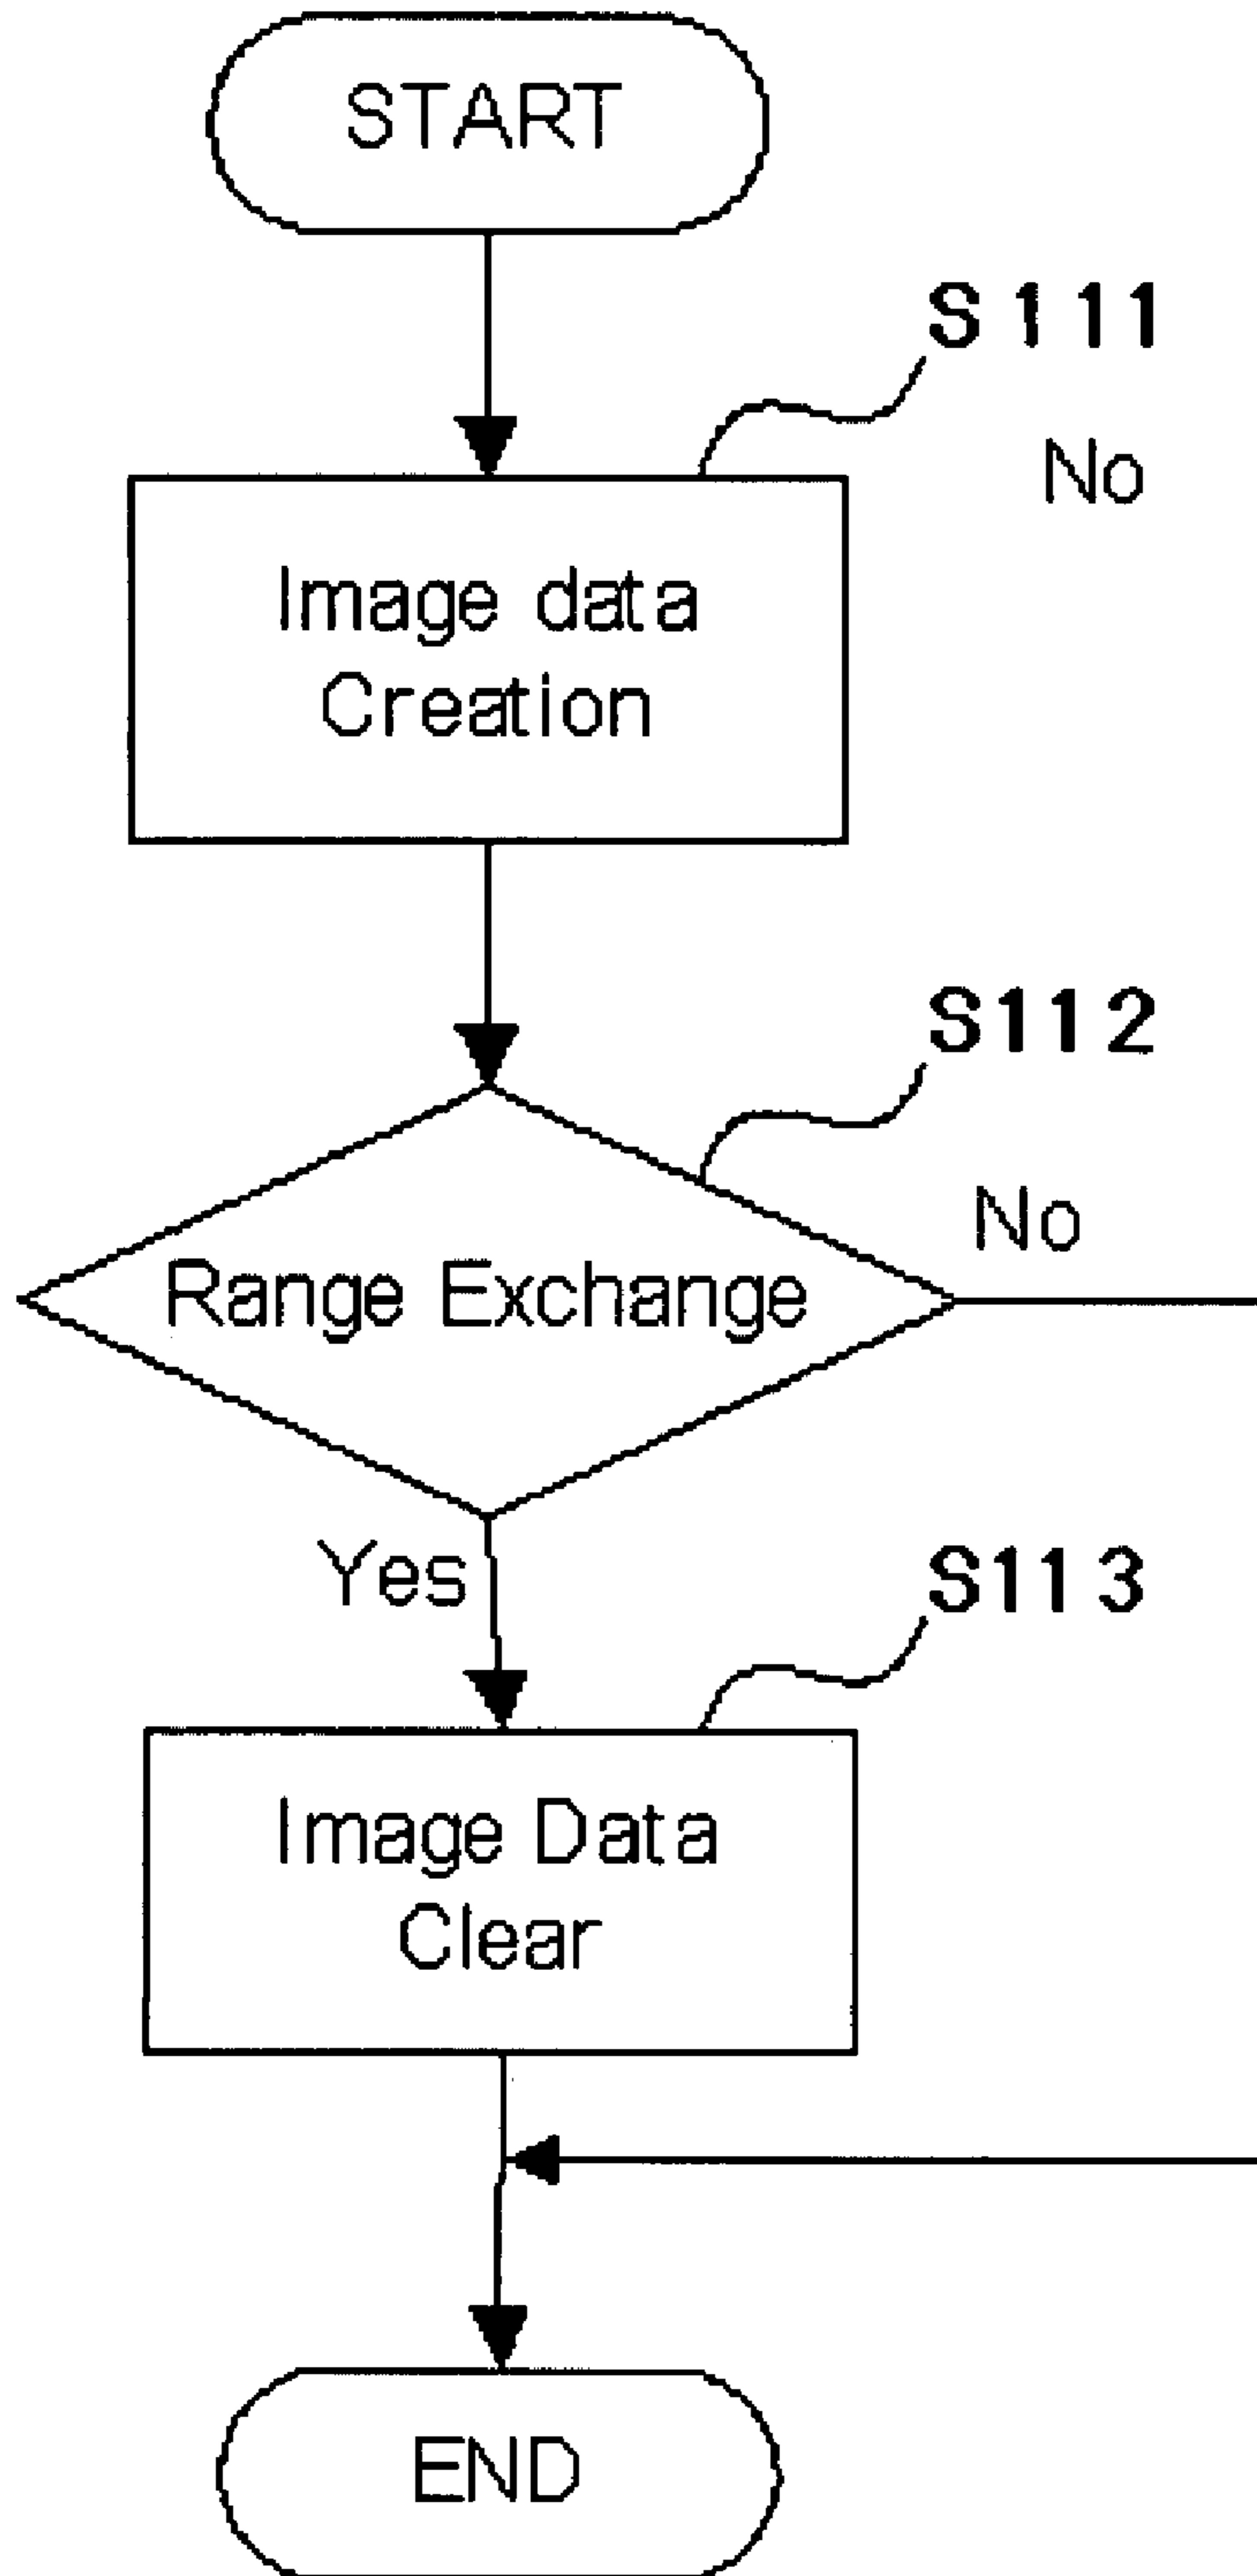 START
S111
No
Image data
Creation
S112
No
Range Exchange
Yes
S113
Image Data
Clear
END